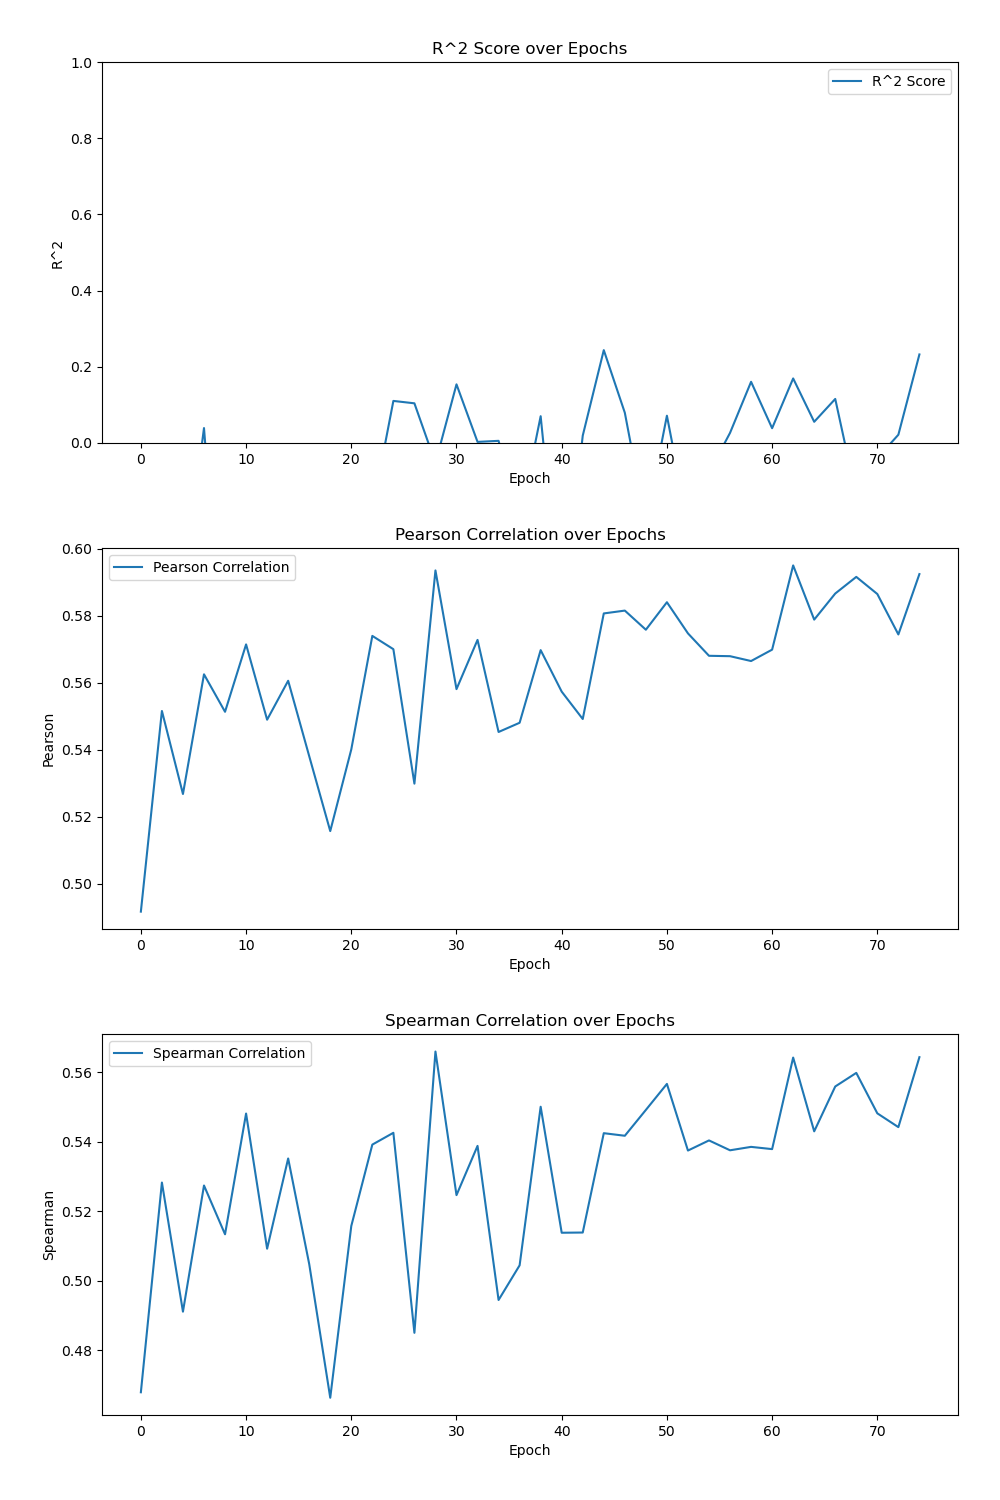 R^2 Score over Epochs
1.0
0.8
0.6
0.4
0.2
0.0
R^2
R^2 Score
0 10 20 30 40 50 60 70
Epoch
Pearson Correlation over Epochs
0.60
0.58
0.56
0.54
0.52
0.50
Pearson
Pearson Correlation
0 10 20 30 40 50 60 70
Epoch
Spearman Correlation over Epochs
0.56
0.54
0.52
0.50
0.48
Spearman
Spearman Correlation
0 10 20 30 40 50 60 70
Epoch